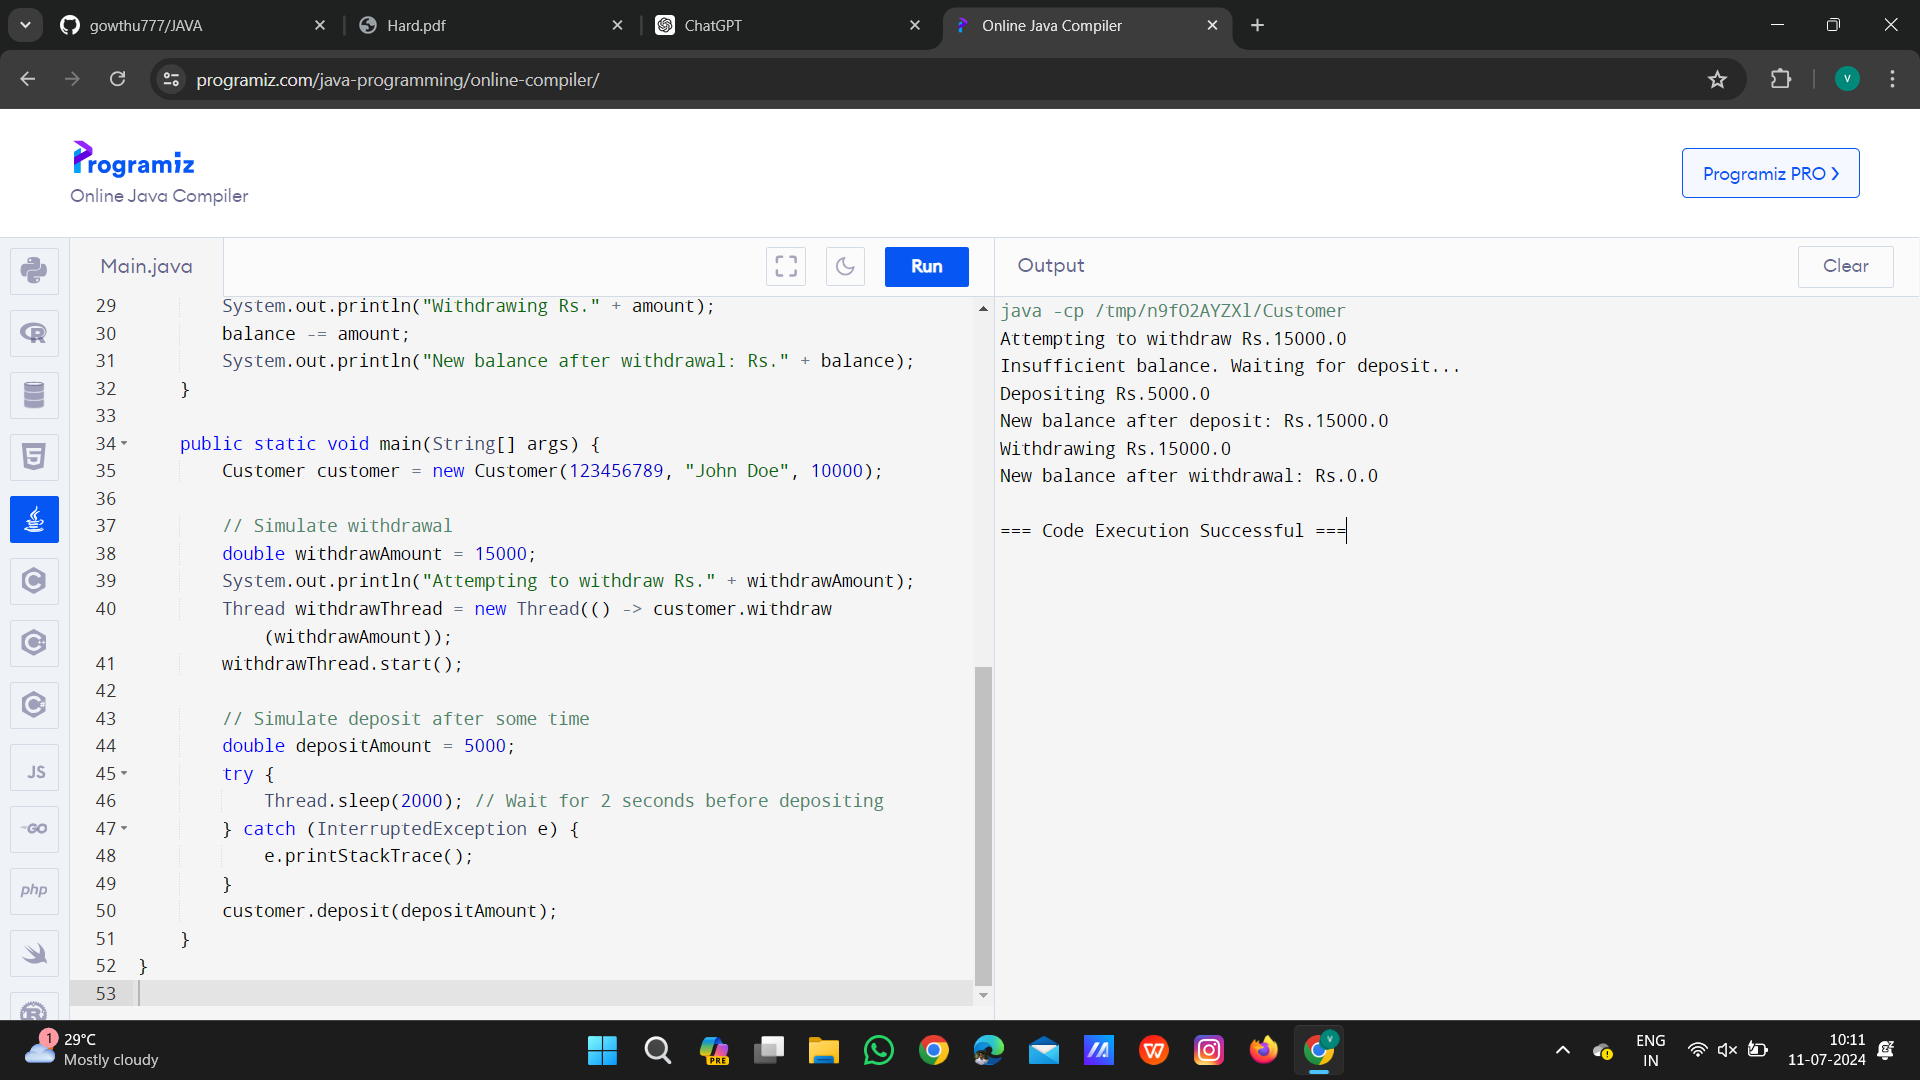 gowthu777/JAVA
Hard.pdf
ChatGPT
Online Java Compiler
programiz.com/java-programming/online-compiler/
V
Programiz
Online Java Compiler
Programiz PRO
Main.java
Run
Output
Clear
29 System.out.println("Withdrawing Rs." + amount);
30 balance -= amount;
31 System.out.println("New balance after withdrawal: Rs." + balance);
32 }
33
34 public static void main(String[] args) {
35 Customer customer = new Customer(123456789, "John Doe", 10000);
36
37 // Simulate withdrawal
38 double withdrawAmount = 15000;
39 System.out.println("Attempting to withdraw Rs." + withdrawAmount);
40 Thread withdrawThread = new Thread(() -> customer.withdraw
(withdrawAmount));
41 withdrawThread.start();
42
43 // Simulate deposit after some time
44 double depositAmount = 5000;
45 try {
46 Thread.sleep(2000); // Wait for 2 seconds before depositing
47 } catch (InterruptedException e) {
48 e.printStackTrace();
49 }
50 customer.deposit(depositAmount);
51 }
52 }
53
java -cp /tmp/n9fO2AYZXl/Customer
Attempting to withdraw Rs.15000.0
Insufficient balance. Waiting for deposit...
Depositing Rs.5000.0
New balance after deposit: Rs.15000.0
Withdrawing Rs.15000.0
New balance after withdrawal: Rs.0.0
=== Code Execution Successful ===
R
C
C
C
JS
GO
php
R
1
29°C
Mostly cloudy
PRE
W
V
ENG
IN
10:11
11-07-2024